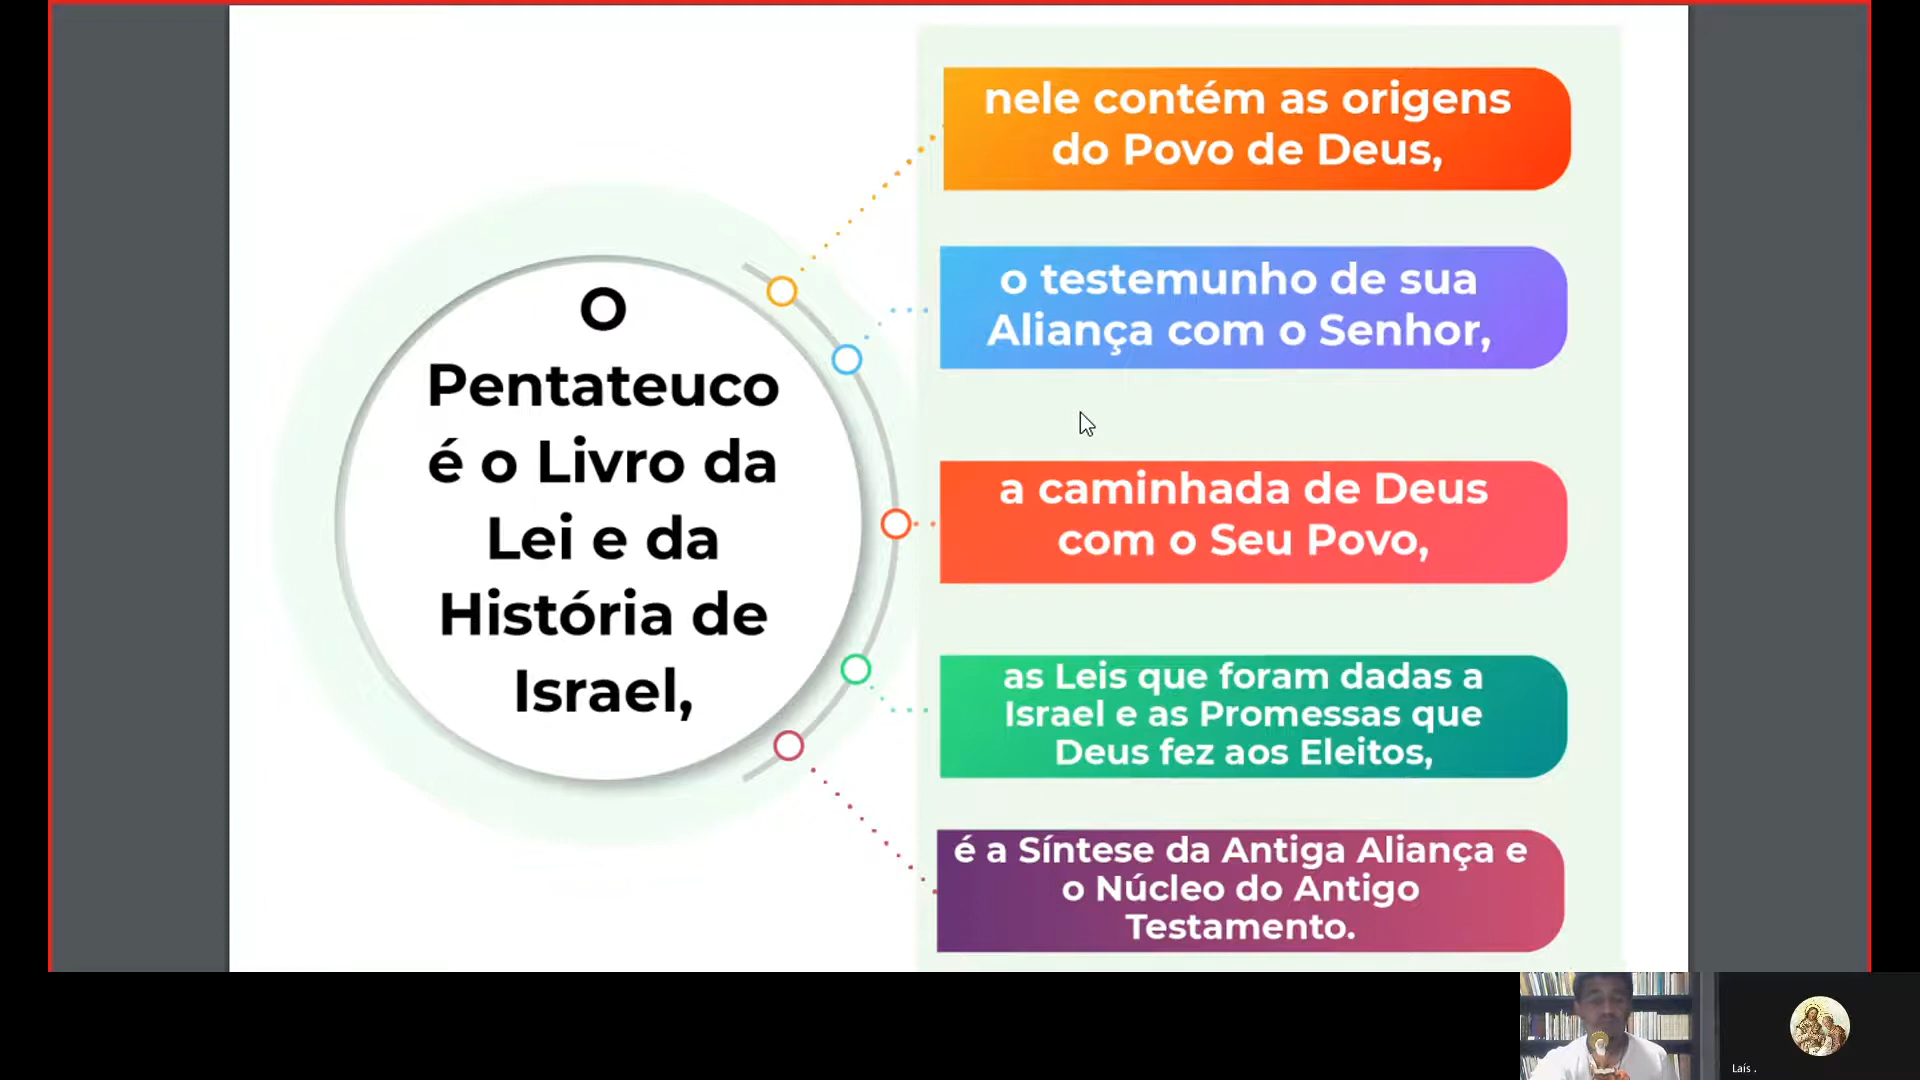 O
Pentateuco
é o Livro da
Lei e da
História de
Israel,
nele contém as origens
do Povo de Deus,
o testemunho de sua
Aliança com o Senhor,
a caminhada de Deus
com o Seu Povo,
as Leis que foram dadas a
Israel e as Promessas que
Deus fez aos Eleitos,
é a Síntese da Antiga Aliança e
o Núcleo do Antigo
Testamento.
Laís .